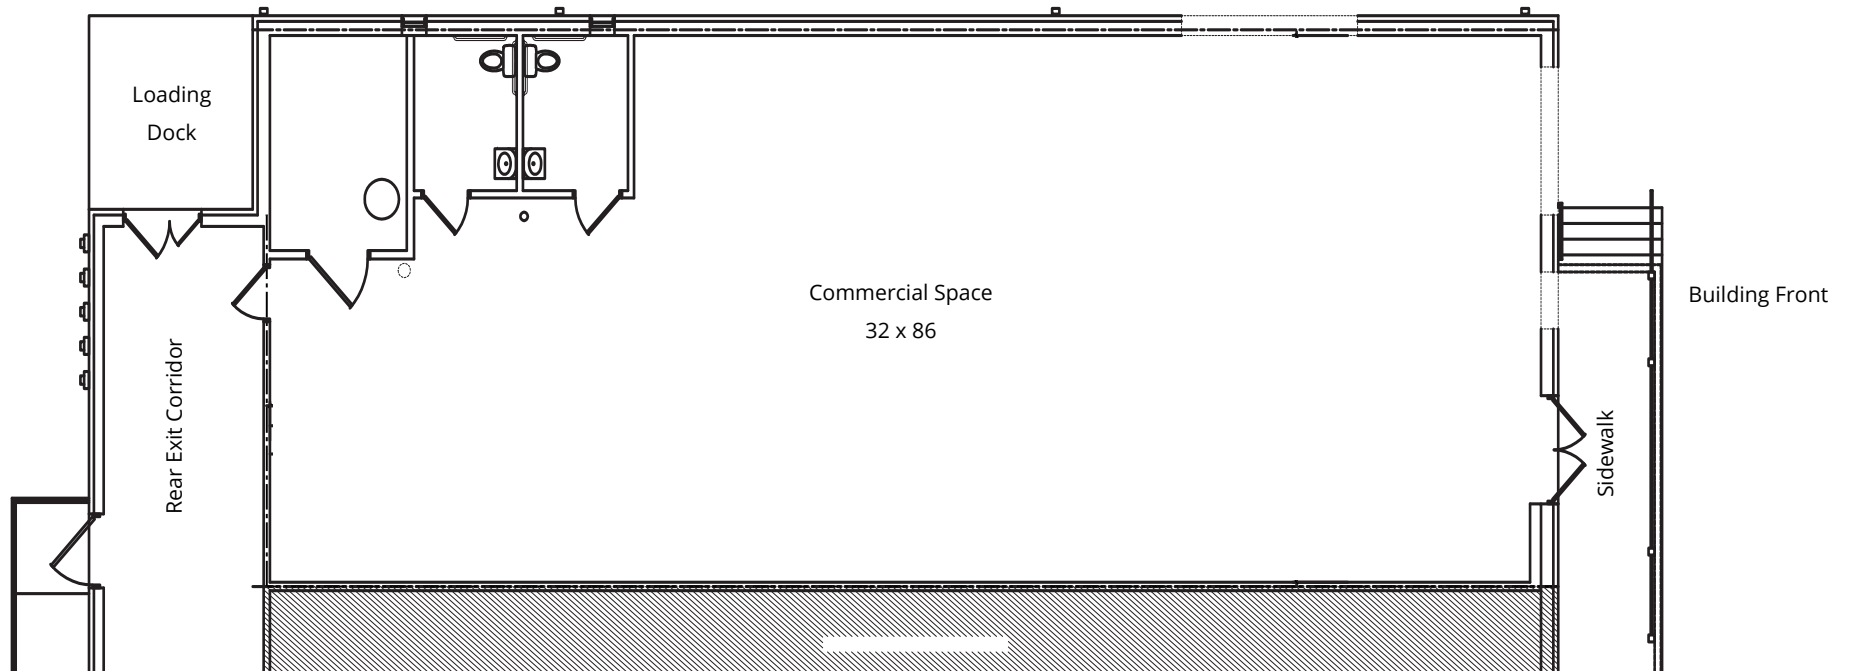 Loading
Dock
Commercial Space
32 x 86
Building Front
Rear Exit Corridor
Sidewalk